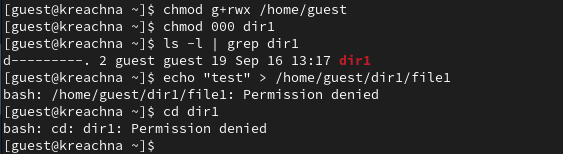 [guest@kreachna ~]$ chmod g+rwx /home/guest
[guest@kreachna ~]$ chmod 000 dir1
[guest@kreachna ~]$ ls -l | grep dir1
d---------. 2 guest guest 19 Sep 16 13:17 dir1
[guest@kreachna ~]$ echo "test" > /home/guest/dir1/file1
bash: /home/guest/dir1/file1: Permission denied
[guest@kreachna ~]$ cd dir1
bash: cd: dir1: Permission denied
[guest@kreachna ~]$